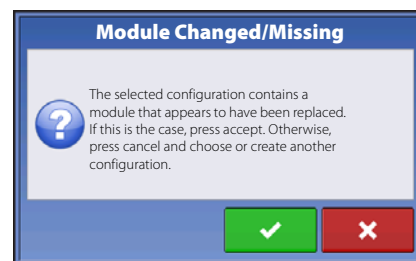 Module Changed/Missing
The selected configuration contains a
module that appears to have been replaced.
If this is the case, press accept. Otherwise,
press cancel and choose or create another
configuration.